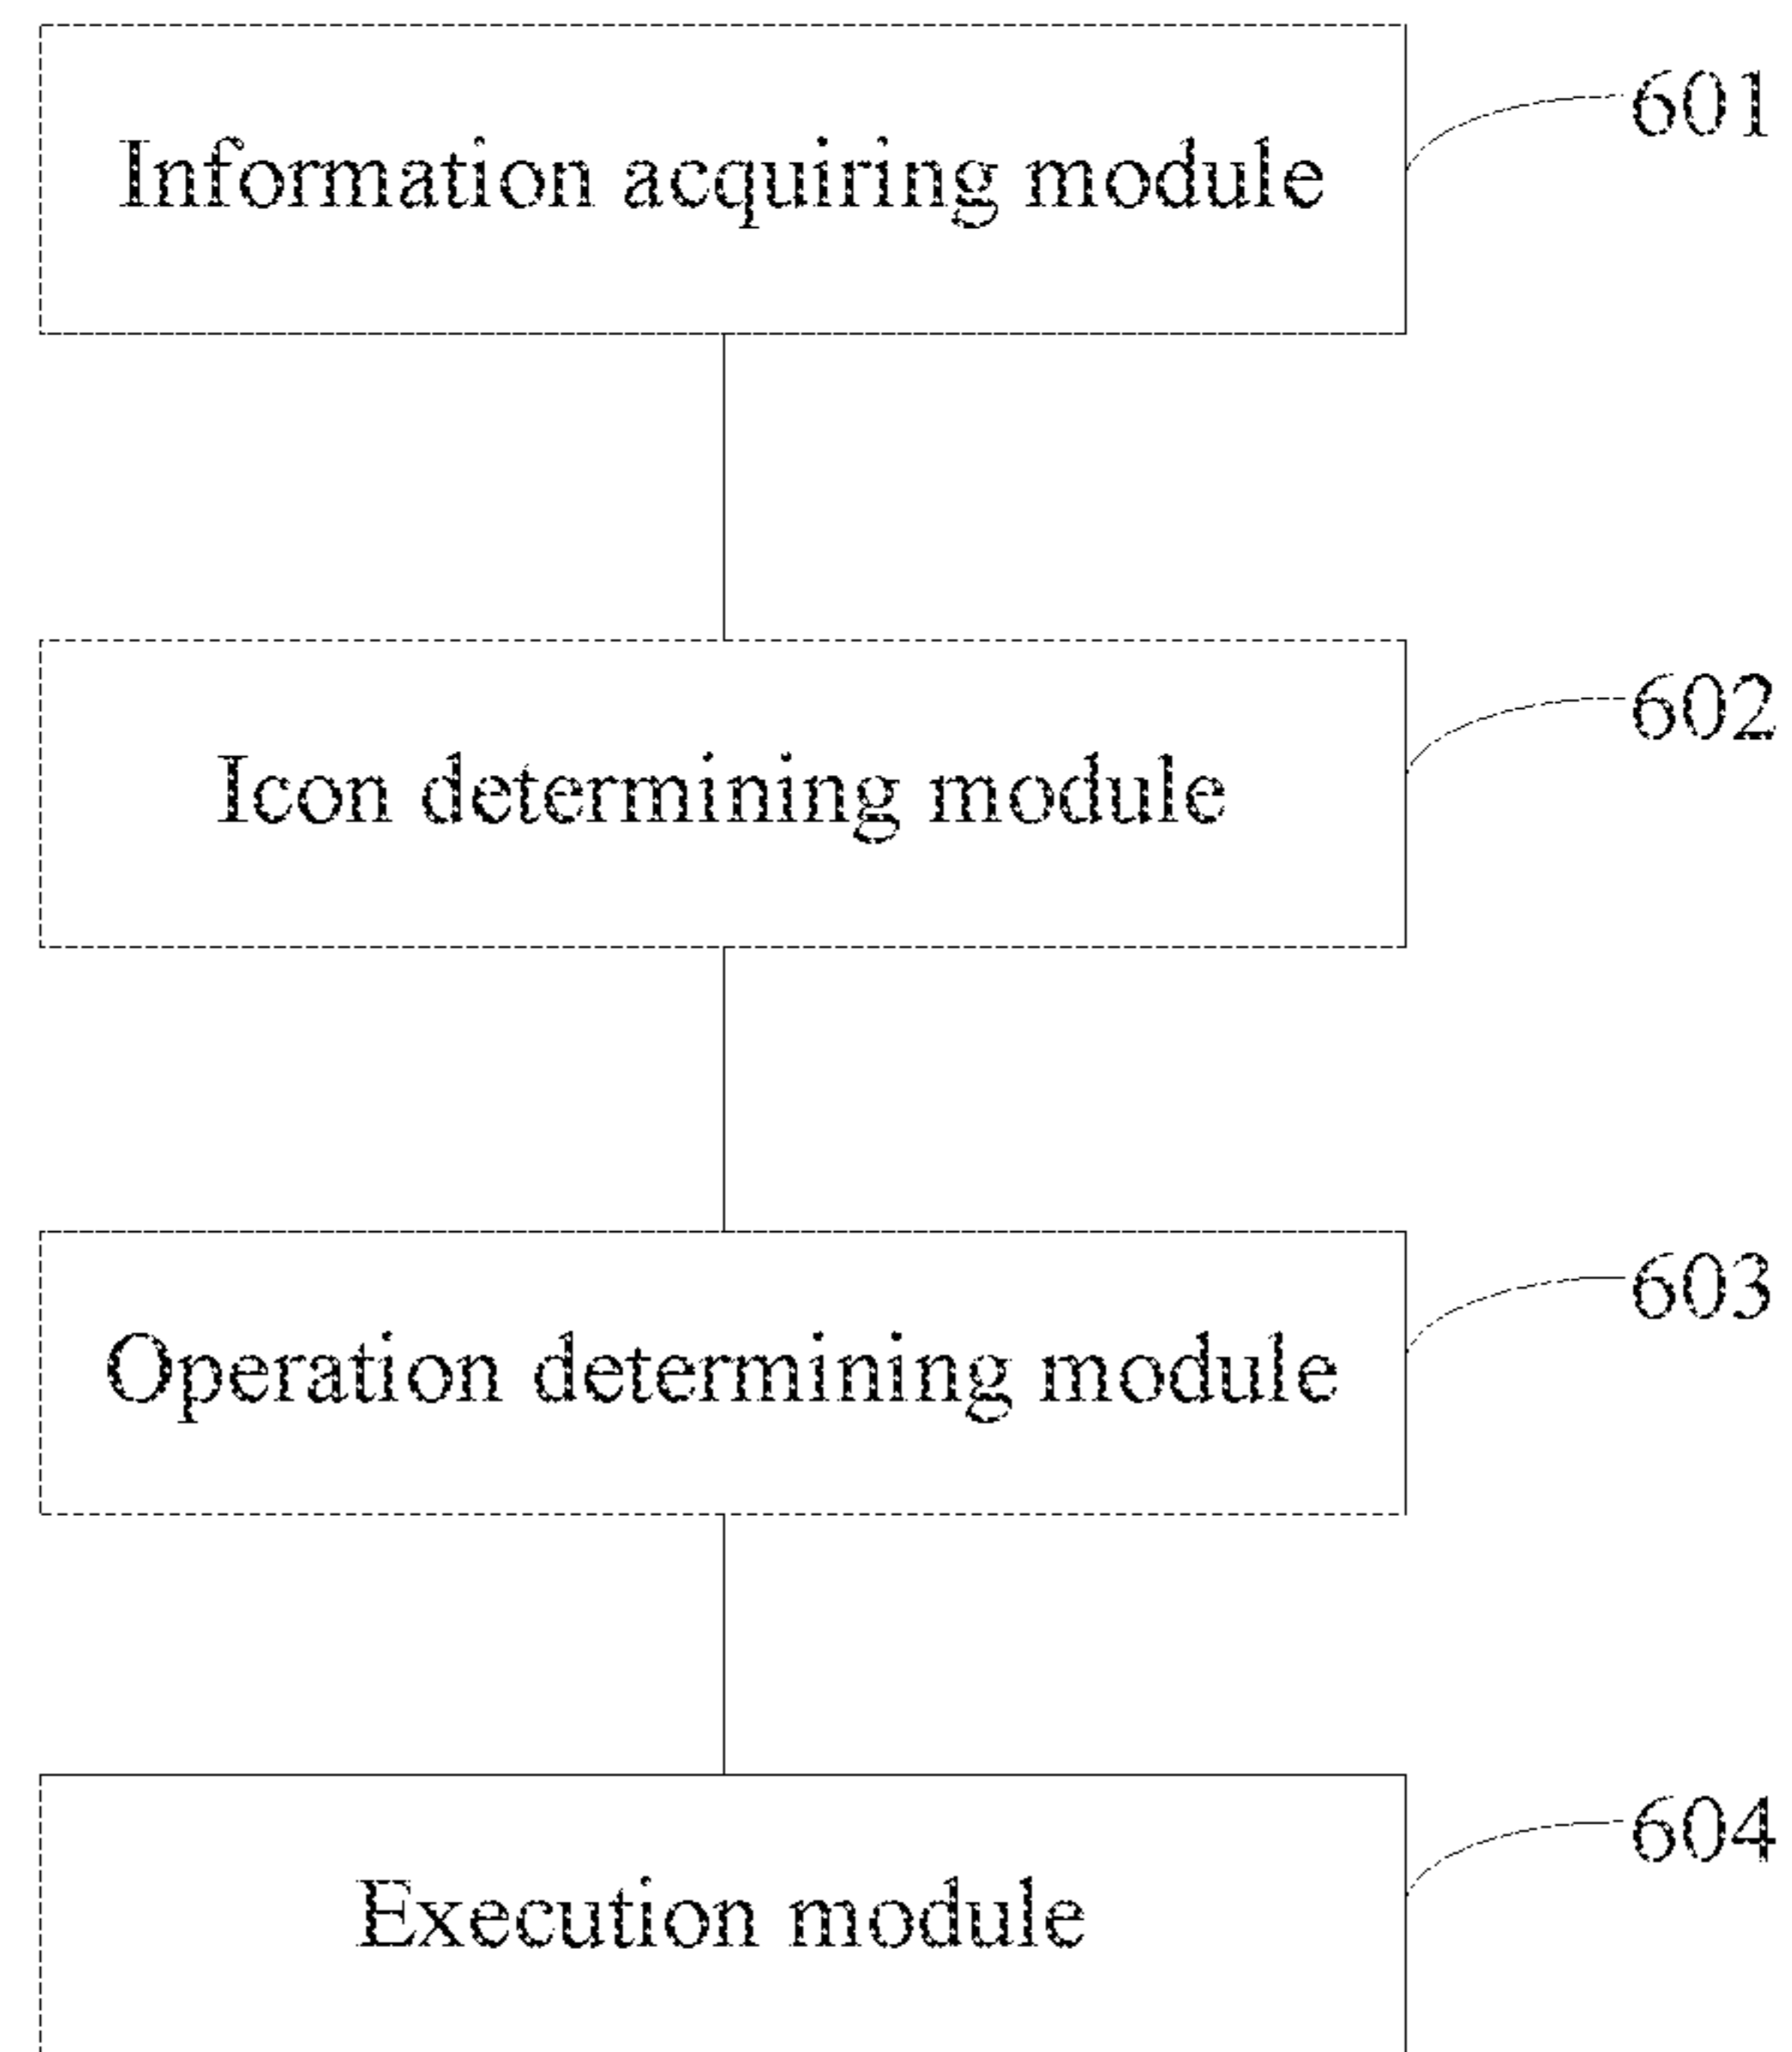 601
Information acquiring module
602
Icon determining module
603
Operation determining module
604
Execution module